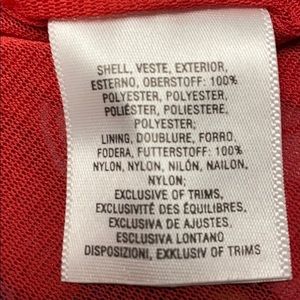 SHELL, VESTE, EXTERIOR,
ESTERNO, OBERSTOFF: 100%
POLYESTER, POLYESTER,
POLIÉSTER, POLIESTERE,
POLYESTER;
LINING, DOUBLURE, FORRO,
FODERA, FUTTERSTOFF: 100%
NYLON, NYLON, NILÓN, NAILON,
NYLON;
EXCLUSIVE OF TRIMS,
EXCLUSIVITÉ DES ÉQUILIBRES,
EXCLUSIVA DE AJUSTES,
ESCLUSIVA LONTANO
DISPOSIZIONI, EXKLUSIV OF TRIMS